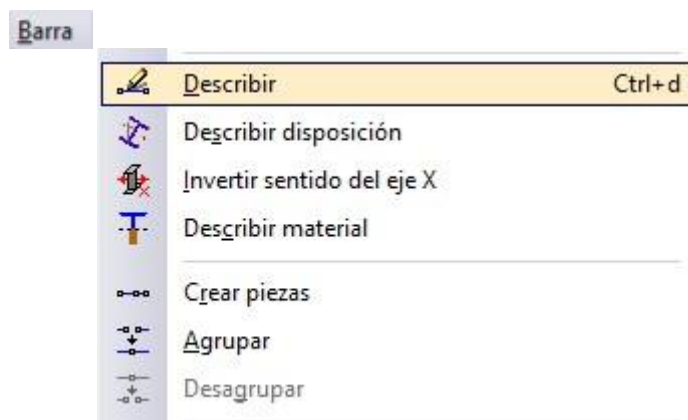 Barra
Describir Ctrl+d
Describir disposición
Invertir sentido del eje X
Describir material
Crear piezas
Agrupar
Desagrupar